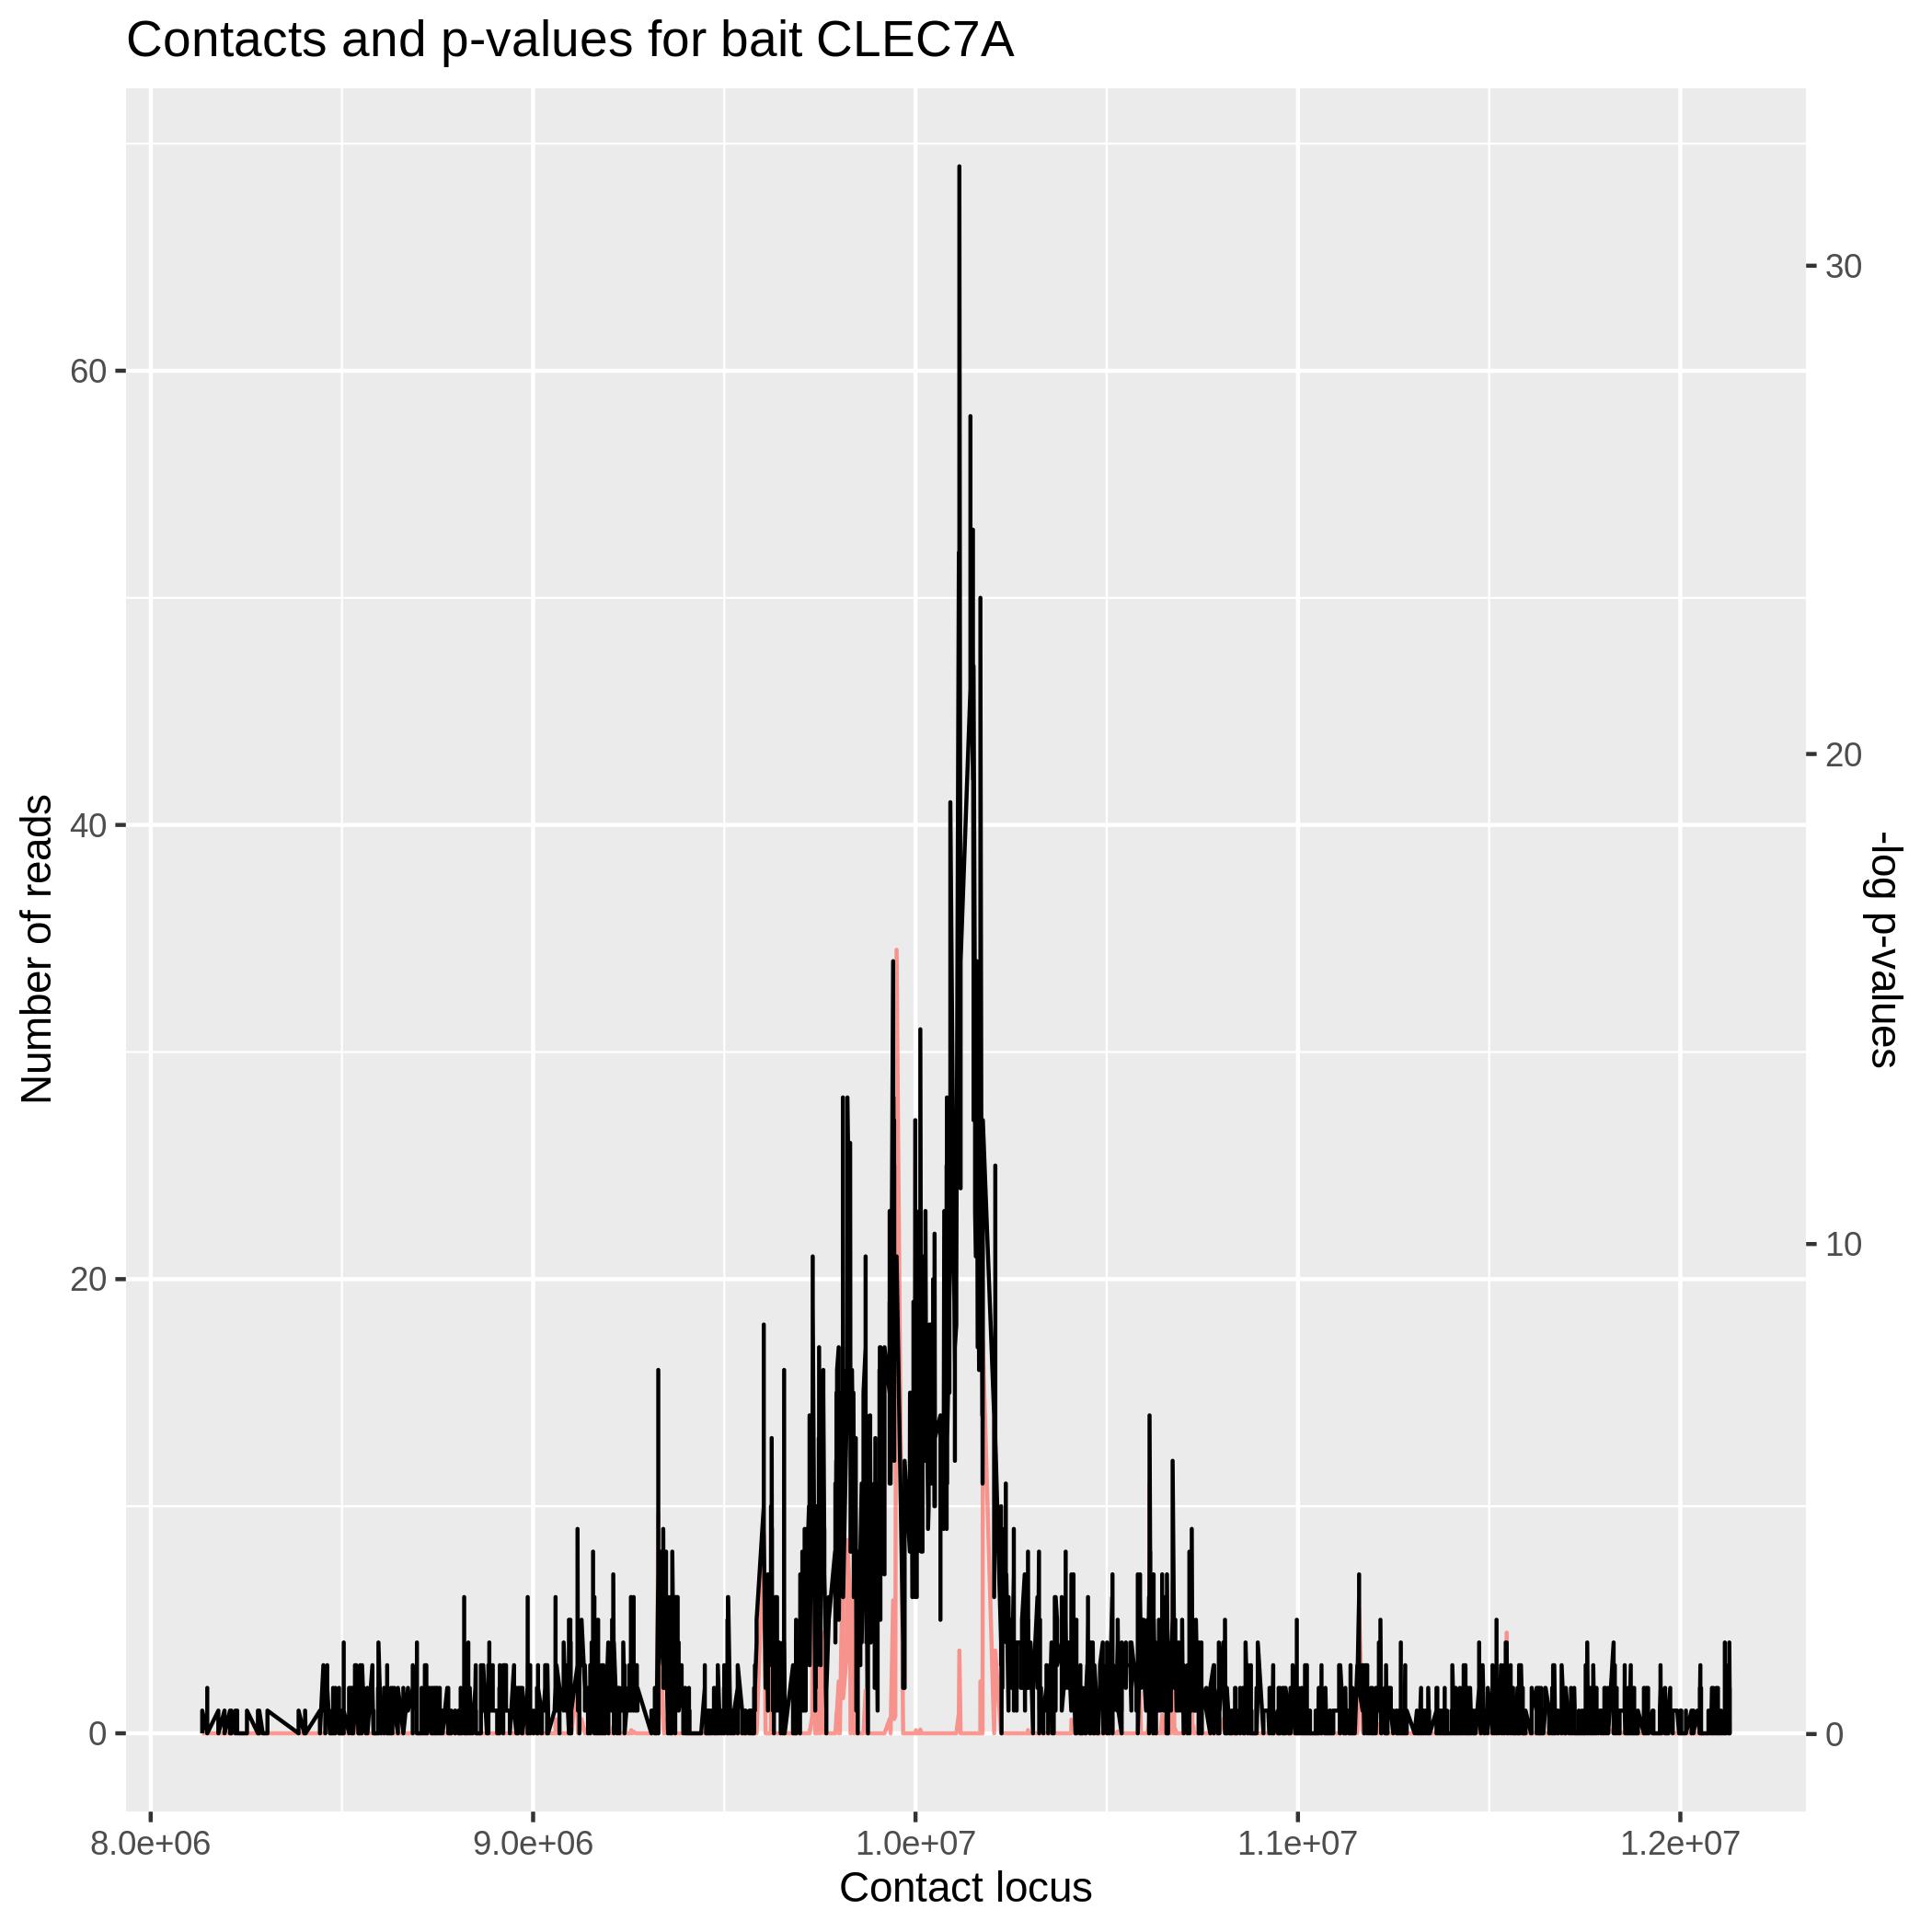 Contacts and p-values for bait CLEC7A
Number of reads
60
40
20
0
30
20
10
0
-log p-values
8.0e+06 9.0e+06 1.0e+07 1.1e+07 1.2e+07
Contact locus